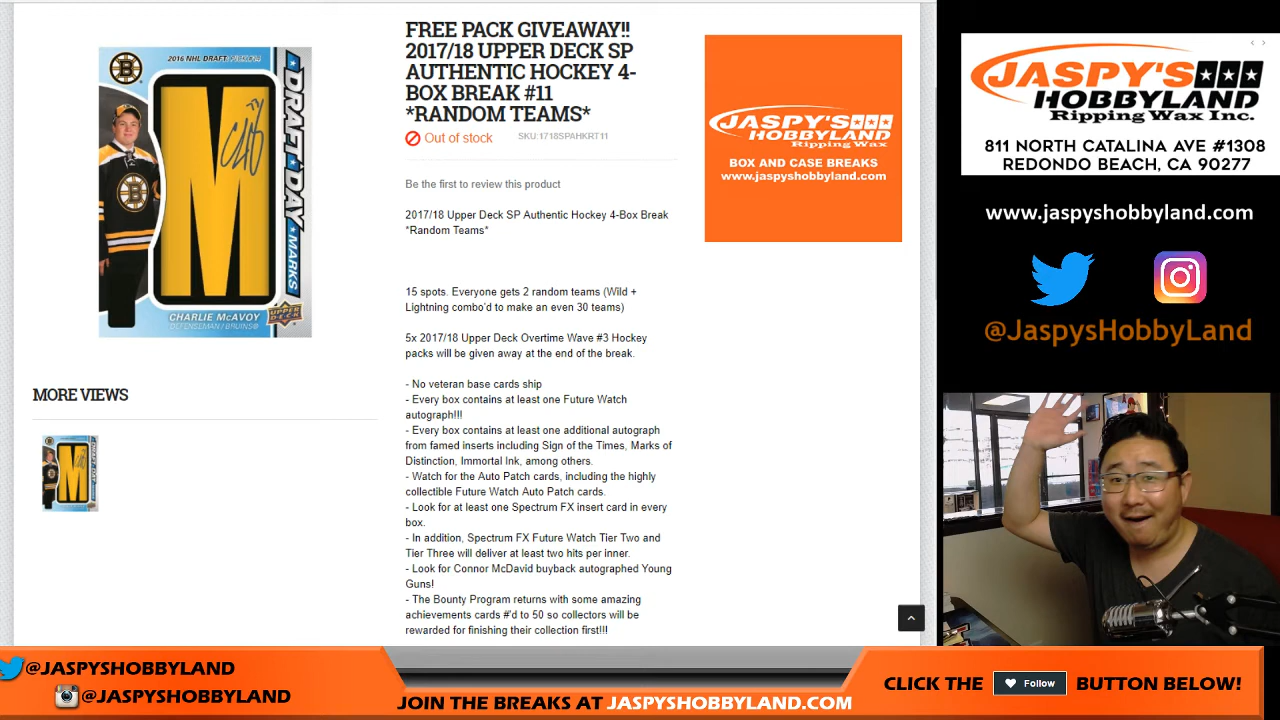 FREE PACK GIVEAWAY!!
2017/18 UPPER DECK SP
AUTHENTIC HOCKEY 4-
BOX BREAK #11
*RANDOM TEAMS*
Out of stock
SKU:1718SPAHKRT11
Be the first to review this product
2017/18 Upper Deck SP Authentic Hockey 4-Box Break
*Random Teams*
15 spots. Everyone gets 2 random teams (Wild +
Lightning combo'd to make an even 30 teams)
5x 2017/18 Upper Deck Overtime Wave #3 Hockey
packs will be given away at the end of the break.
- No veteran base cards ship
- Every box contains at least one Future Watch
autograph!!!
- Every box contains at least one additional autograph
from famed inserts including Sign of the Times, Marks of
Distinction, Immortal Ink, among others.
- Watch for the Auto Patch cards, including the highly
collectible Future Watch Auto Patch cards.
- Look for at least one Spectrum FX insert card in every
box.
- In addition, Spectrum FX Future Watch Tier Two and
Tier Three will deliver at least two hits per inner.
- Look for Connor McDavid buyback autographed Young
Guns!
- The Bounty Program returns with some amazing
achievements cards #'d to 50 so collectors will be
rewarded for finishing their collection first!!!
B
2016 NHL DRAFT
DRAFT DAY MARKS
M
CHARLIE McAVOY
DEFENSEMAN / BRUINS
UPPER DECK
MORE VIEWS
JASPY'S
HOBBYLAND
Ripping Wax
BOX AND CASE BREAKS
www.jaspyshobbyland.com
JASPY'S
HOBBYLAND
Ripping Wax Inc.
811 NORTH CATALINA AVE #1308
REDONDO BEACH, CA 90277
www.jaspyshobbyland.com
@JaspysHobbyLand
@JASPYSHOBBYLAND
@JASPYSHOBBYLAND
JOIN THE BREAKS AT JASPYSHOBBYLAND.COM
CLICK THE Follow BUTTON BELOW!